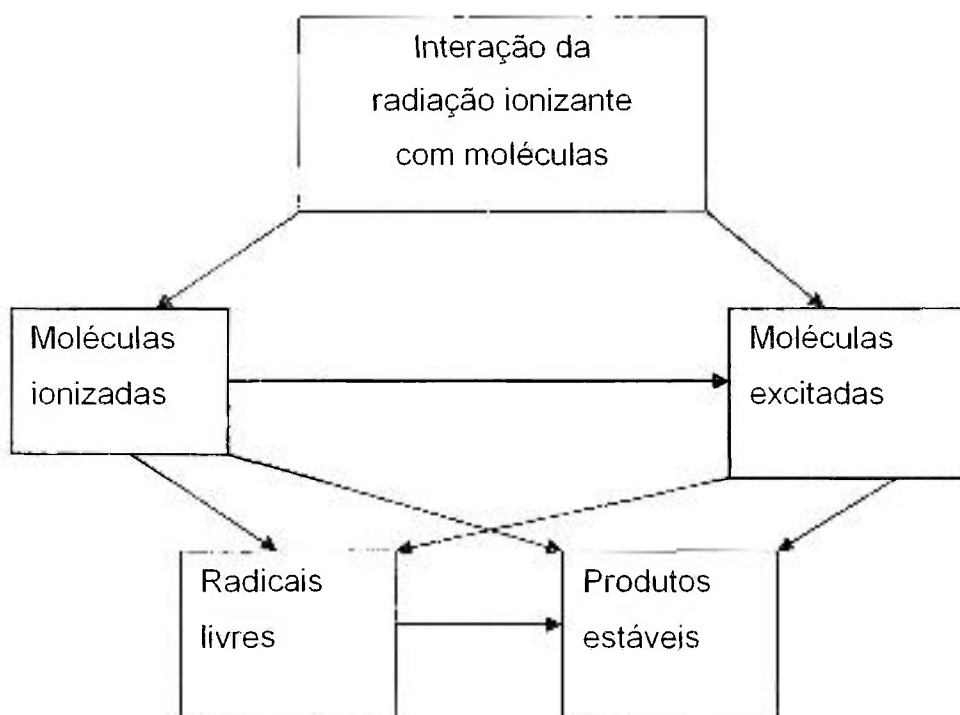 Interação da
radiação ionizante
com moléculas
Moléculas
ionizadas
Moléculas
excitadas
Radicais
livres
Produtos
estáveis